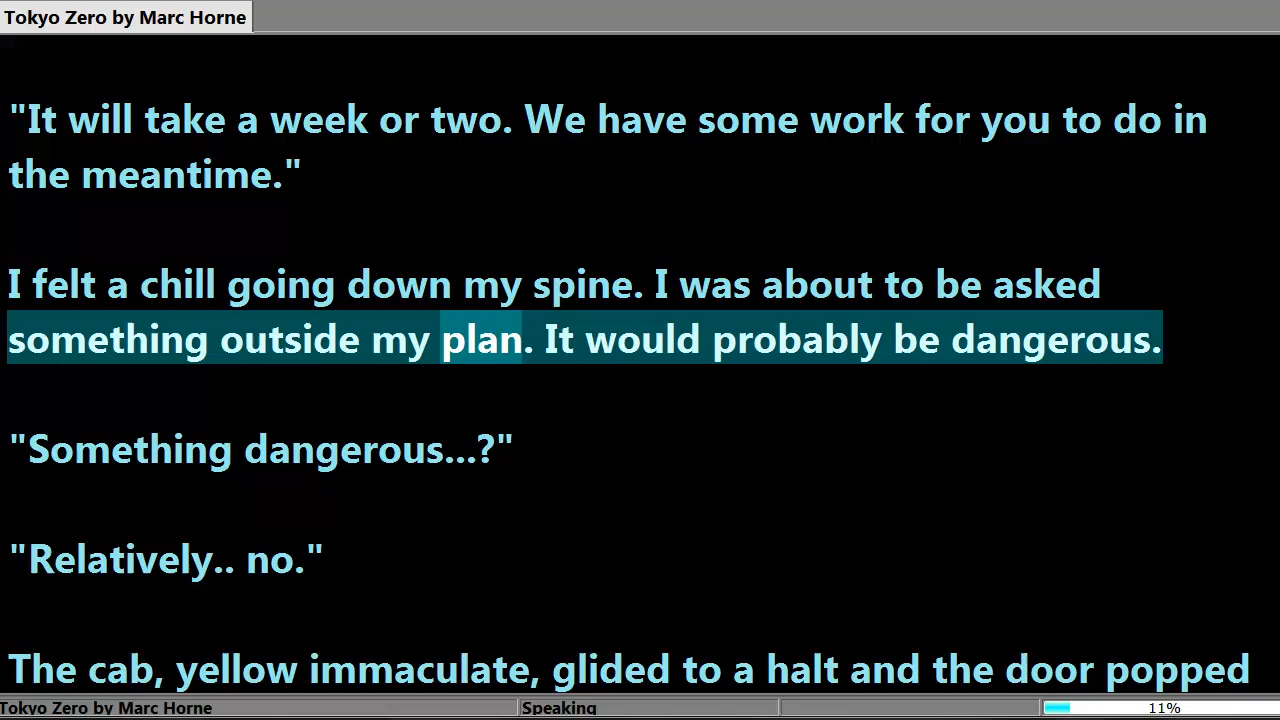 Tokyo Zero by Marc Horne
"It will take a week or two. We have some work for you to do in
the meantime."
I felt a chill going down my spine. I was about to be asked
something outside my plan. It would probably be dangerous.
"Something dangerous...?"
"Relatively.. no."
The cab, yellow immaculate, glided to a halt and the door popped
Tokyo Zero by Marc Horne
Speaking
11%